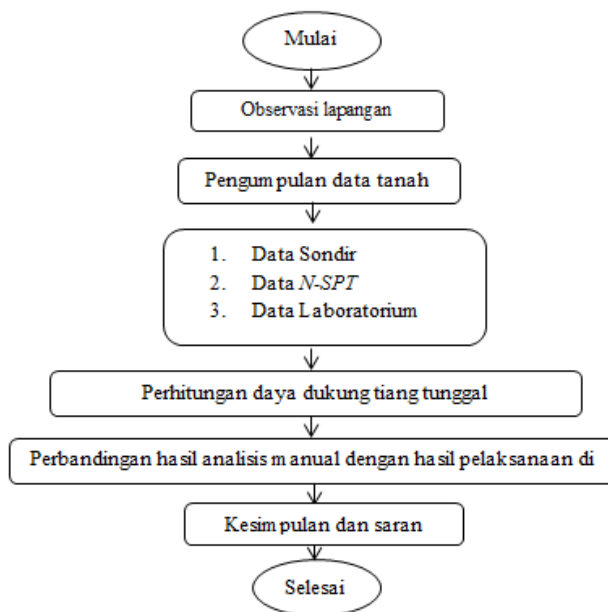 Mulai
Observasi lapangan
Pengumpulan data tanah
1. Data Sondir
2. Data N-SPT
3. Data Laboratorium
Perhitungan daya dukung tiang tunggal
Perbandingan hasil analisis manual dengan hasil pelaksanaan di
Kesimpulan dan saran
Selesai